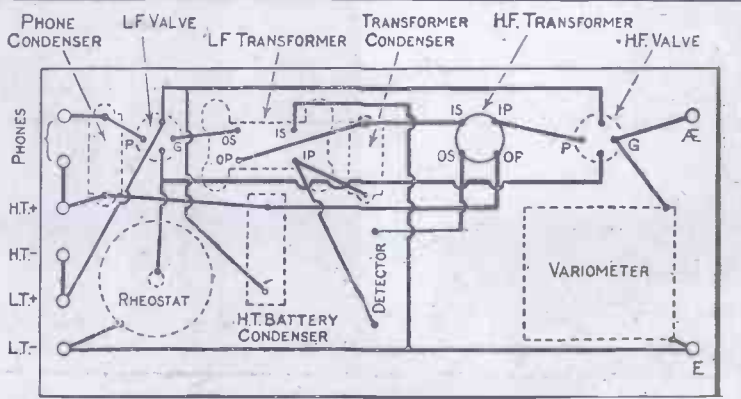 PHONE CONDENSER
L.F. VALVE
L.F. TRANSFORMER
TRANSFORMER CONDENSER
H.F. TRANSFORMER
H.F. VALVE
PHONES
P
G
OS
OP
IS
IP
IS
IP
OS
OP
P
G
Æ
H.T.+
H.T.-
L.T.+
L.T.-
RHEOSTAT
H.T. BATTERY
CONDENSER
DETECTOR
VARIOMETER
E